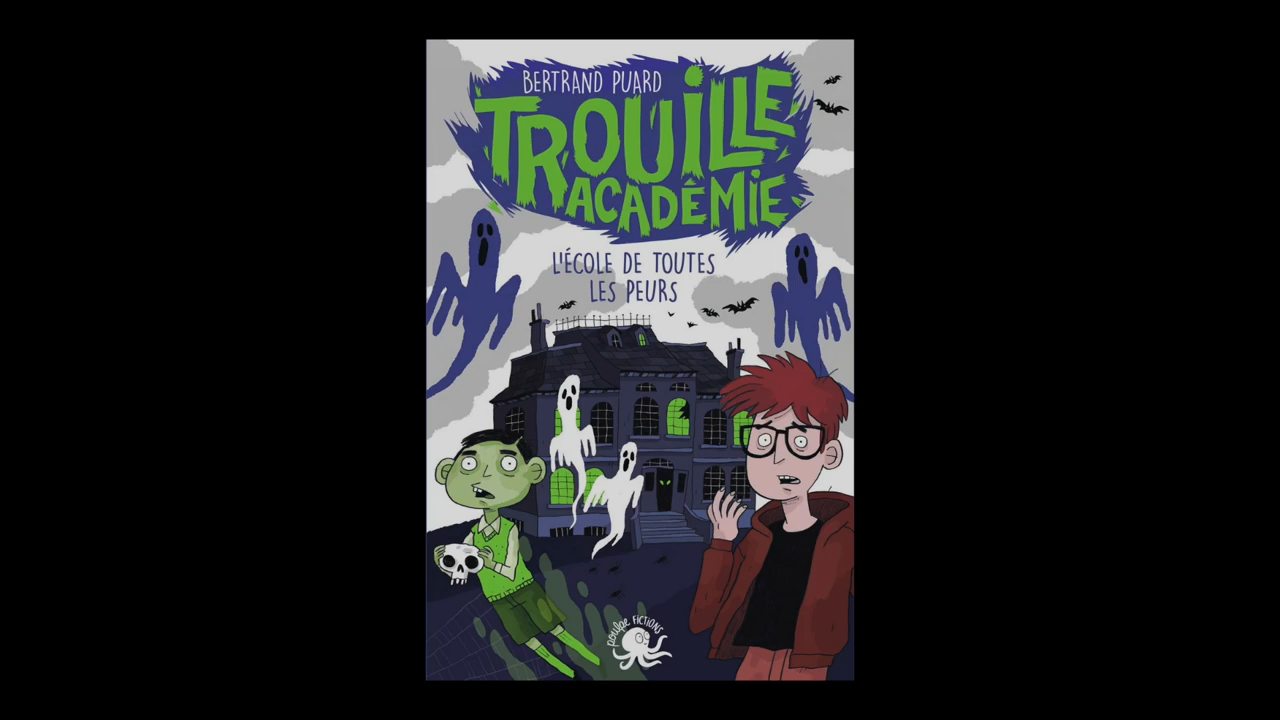 BERTRAND PUARD
TROUILLE
ACADÉMIE
L'ÉCOLE DE TOUTES
LES PEURS
poulpe FICTIONS